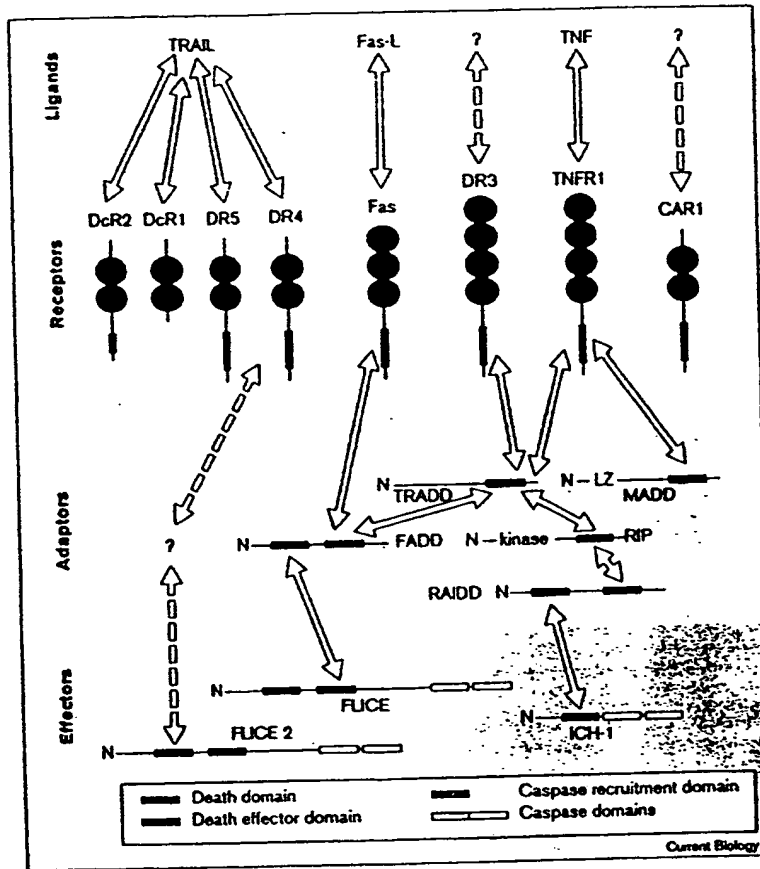 Ligands
TRAIL
Fas-L
?
TNF
?
Receptors
DcR2 DcR1 DR5 DR4
Fas
DR3
TNFR1
CAR1
Adaptors
N
TRADD
N – LZ
MADD
?
N
FADD
N – kinase
RIP
RAIDD N
Effectors
N
FLICE
N
ICH-1
N
FLICE 2
Death domain
Death effector domain
Caspase recruitment domain
Caspase domains
Current Biology